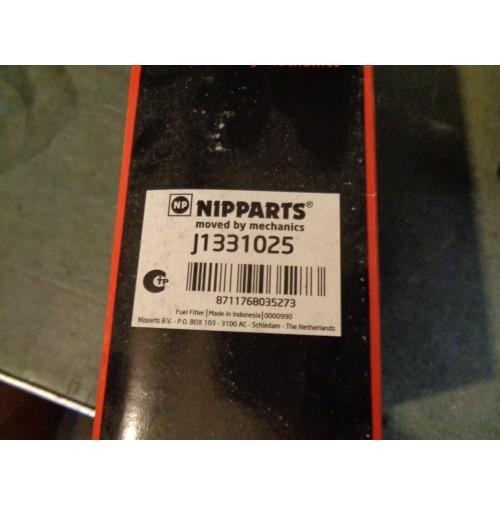 NP NIPPARTS®
moved by mechanics
J1331025
TP
8711768035273
Fuel Filter | Made in Indonesia | 0000990
Nipparts B.V. - P.O. BOX 103 - 3100 AC - Schiedam - The Netherlands